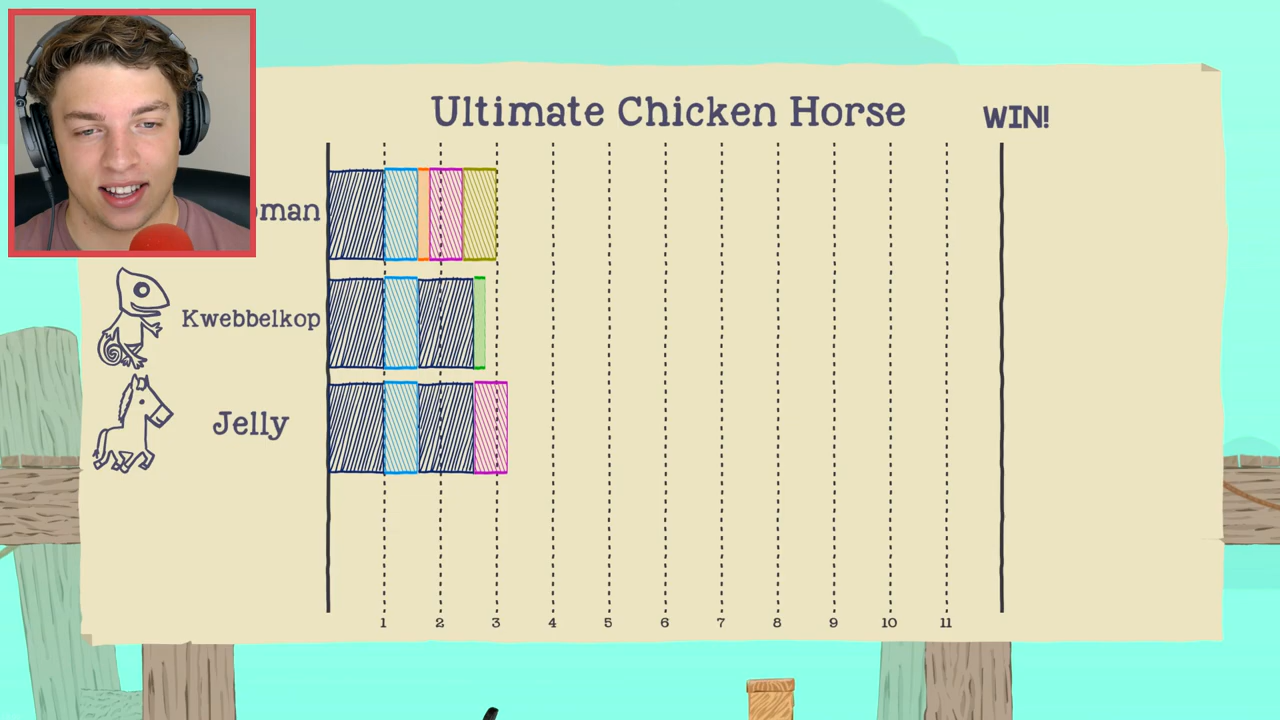 Ultimate Chicken Horse
WIN!
oman
Kwebbelkop
Jelly
1 2 3 4 5 6 7 8 9 10 11